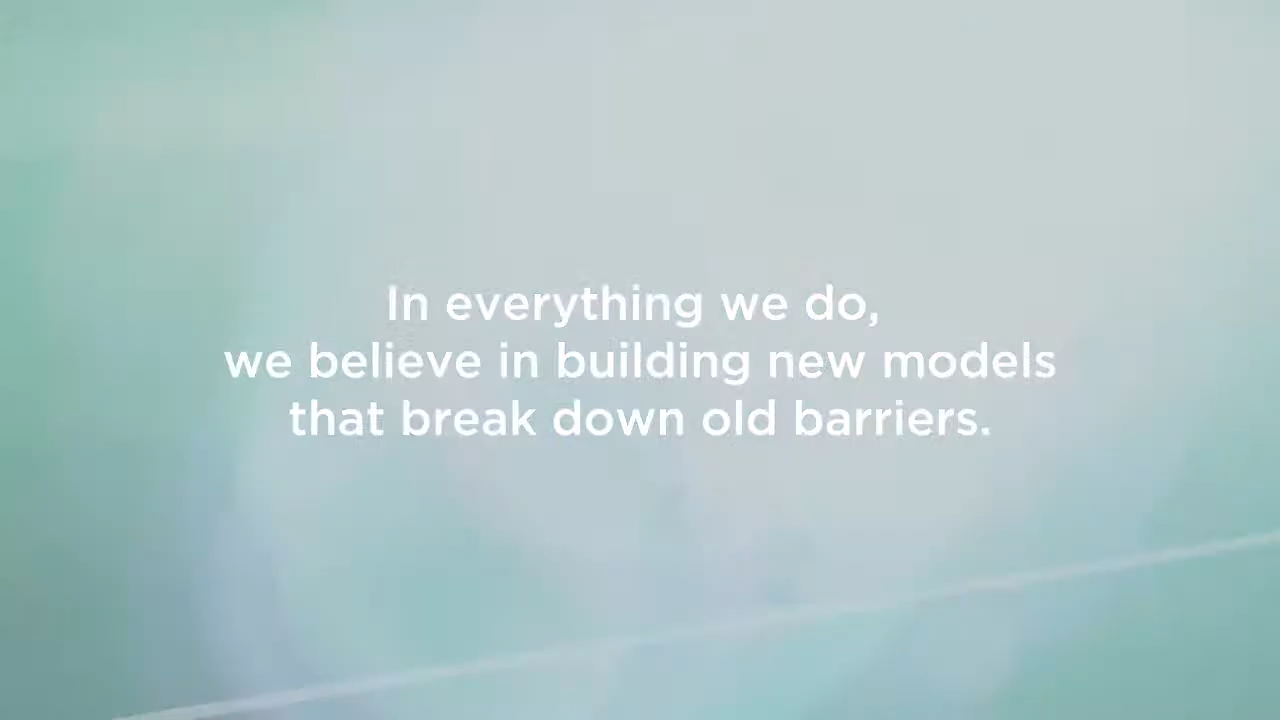 In everything we do,
we believe in building new models
that break down old barriers.